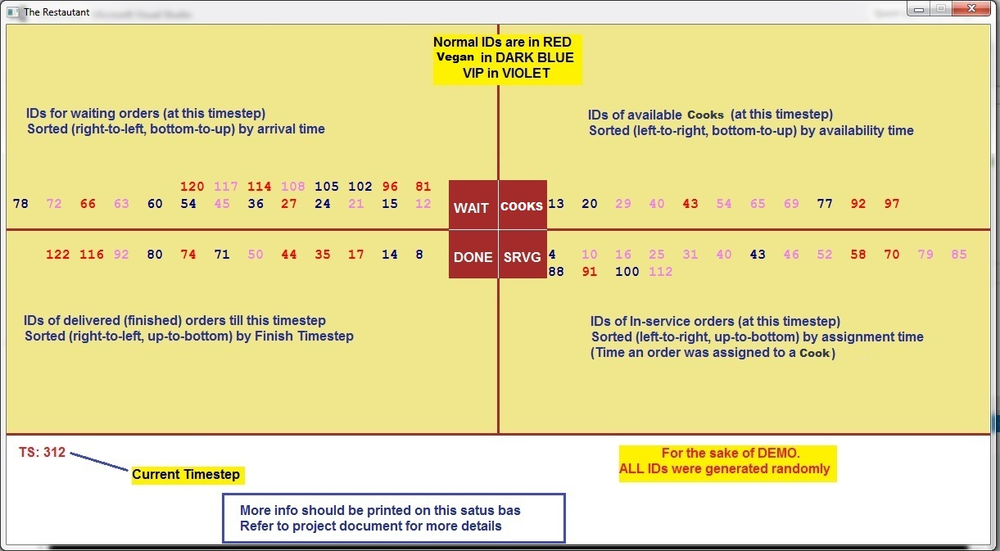 The Restautant
Normal IDs are in RED
Vegan in DARK BLUE
VIP in VIOLET
IDs for waiting orders (at this timestep)
Sorted (right-to-left, bottom-to-up) by arrival time
IDs of available Cooks (at this timestep)
Sorted (left-to-right, bottom-to-up) by availability time
120 117 114 108 105 102 96 81
78 72 66 63 60 54 45 36 27 24 21 15 12
WAIT COOKS
13 20 29 40 43 54 65 69 77 92 97
122 116 92 80 74 71 50 44 35 17 14 8
DONE SRVG
4 10 16 25 31 40 43 46 52 58 70 79 85
88 91 100 112
IDs of delivered (finished) orders till this timestep
Sorted (right-to-left, up-to-bottom) by Finish Timestep
IDs of In-service orders (at this timestep)
Sorted (left-to-right, up-to-bottom) by assignment time
(Time an order was assigned to a Cook)
TS: 312
Current Timestep
For the sake of DEMO.
ALL IDs were generated randomly
More info should be printed on this satus bas
Refer to project document for more details